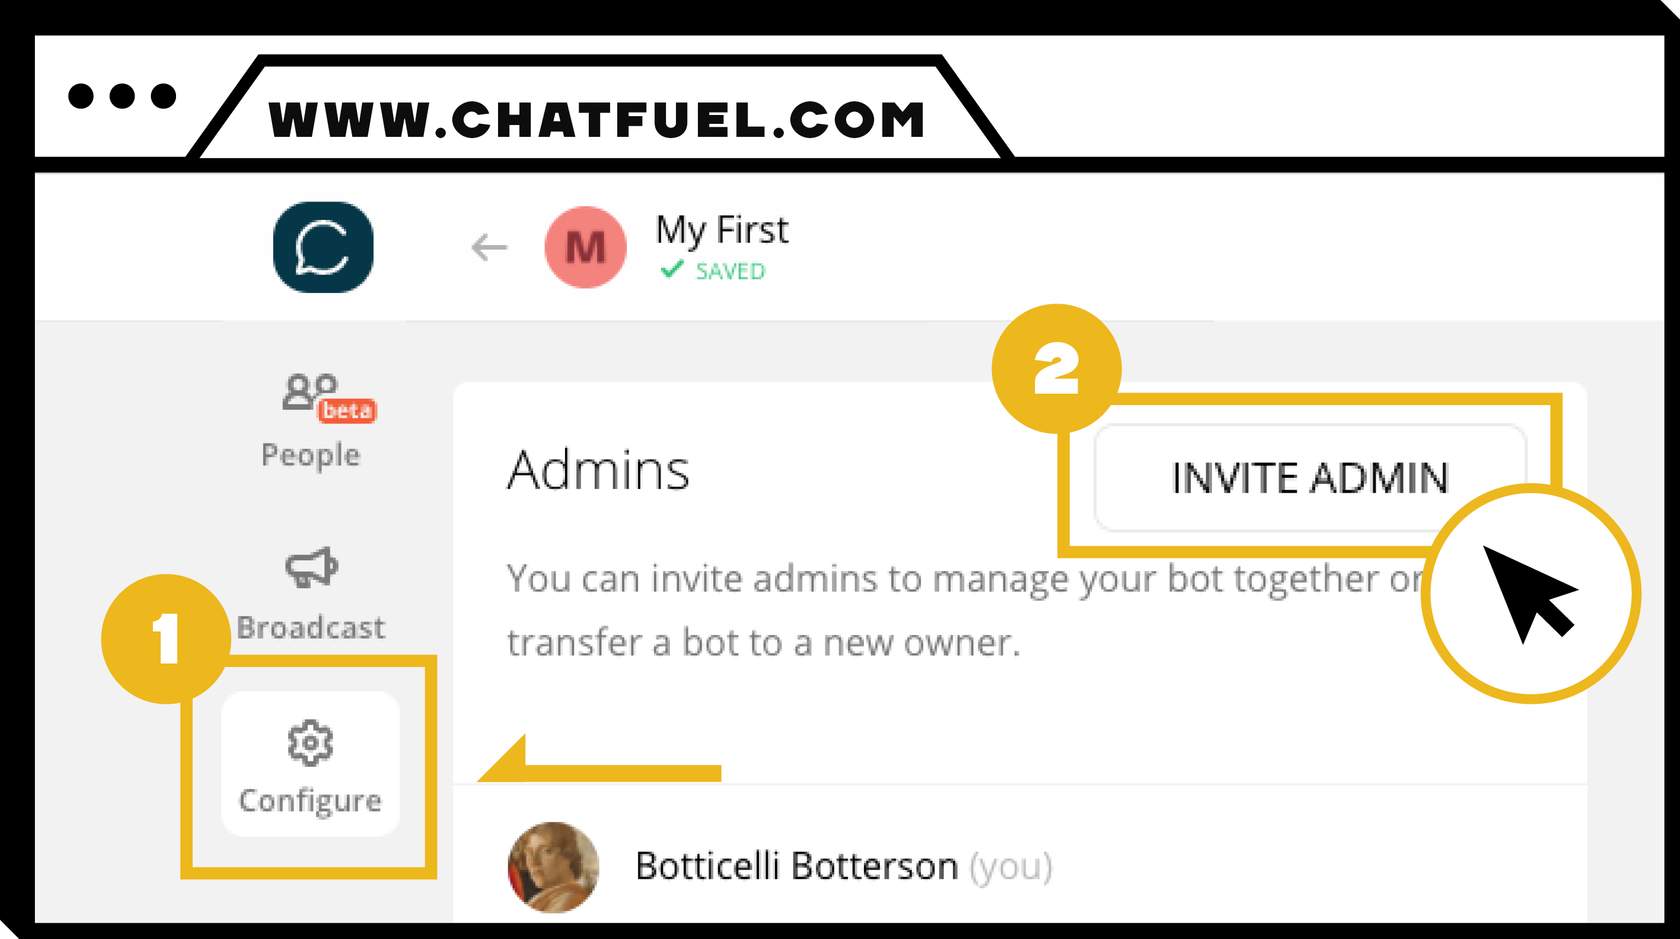 WWW.CHATFUEL.COM
M
My First
SAVED
beta
People
Broadcast
1
Configure
2
Admins
INVITE ADMIN
You can invite admins to manage your bot together or
transfer a bot to a new owner.
Botticelli Botterson (you)